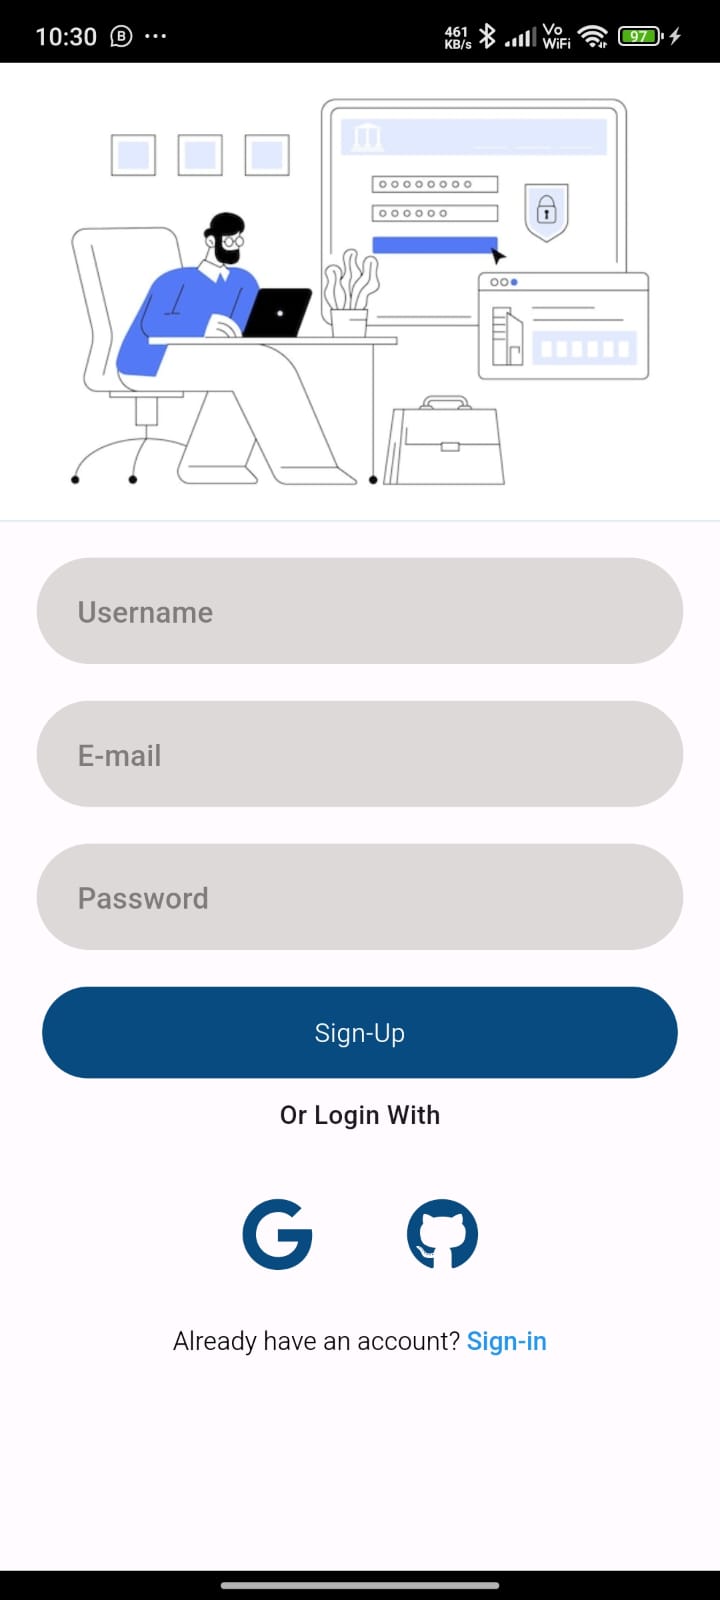 10:30 B ... 461 KB/s Vo WiFi 97
Username
E-mail
Password
Sign-Up
Or Login With
G
Already have an account? Sign-in